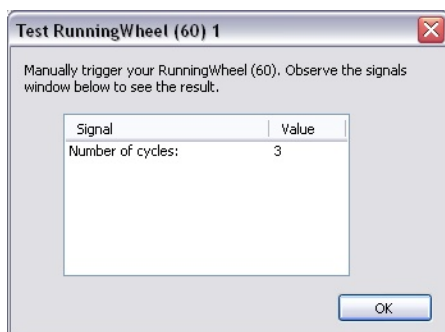 Test RunningWheel (60) 1
Manually trigger your RunningWheel (60). Observe the signals
window below to see the result.
Signal Value
Number of cycles: 3
OK